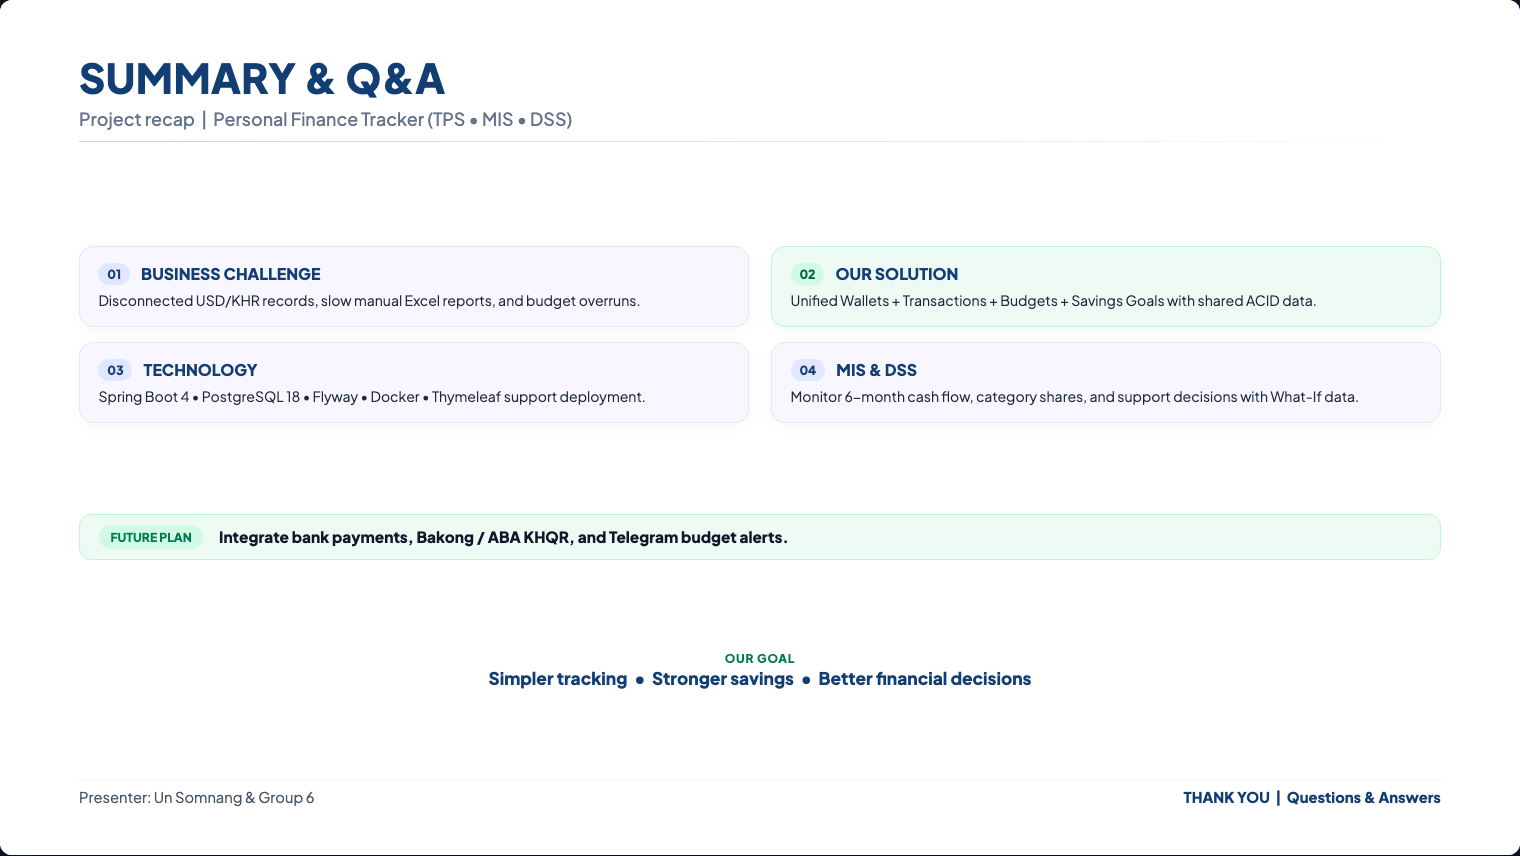 SUMMARY & Q&A
Project recap | Personal Finance Tracker (TPS • MIS • DSS)
01 BUSINESS CHALLENGE
Disconnected USD/KHR records, slow manual Excel reports, and budget overruns.
02 OUR SOLUTION
Unified Wallets + Transactions + Budgets + Savings Goals with shared ACID data.
03 TECHNOLOGY
Spring Boot 4 • PostgreSQL 18 • Flyway • Docker • Thymeleaf support deployment.
04 MIS & DSS
Monitor 6–month cash flow, category shares, and support decisions with What-If data.
FUTURE PLAN Integrate bank payments, Bakong / ABA KHQR, and Telegram budget alerts.
OUR GOAL
Simpler tracking • Stronger savings • Better financial decisions
Presenter: Un Somnang & Group 6
THANK YOU | Questions & Answers